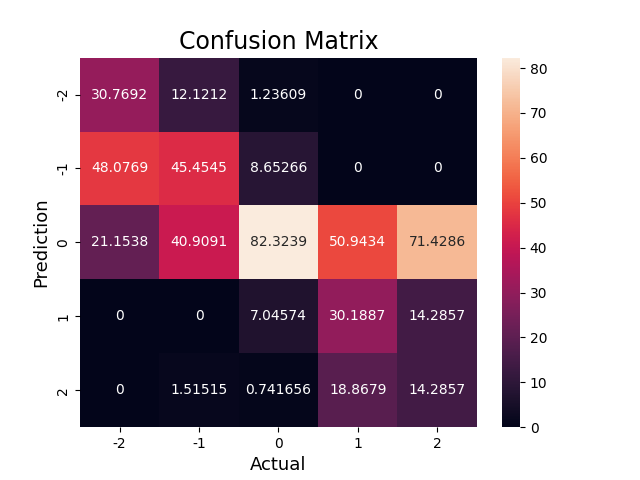 Confusion Matrix
-2 30.7692 12.1212 1.23609 0 0
-1 48.0769 45.4545 8.65266 0 0
0 21.1538 40.9091 82.3239 50.9434 71.4286
1 0 0 7.04574 30.1887 14.2857
2 0 1.51515 0.741656 18.8679 14.2857
-2 -1 0 1 2
Actual
Prediction
80
70
60
50
40
30
20
10
0